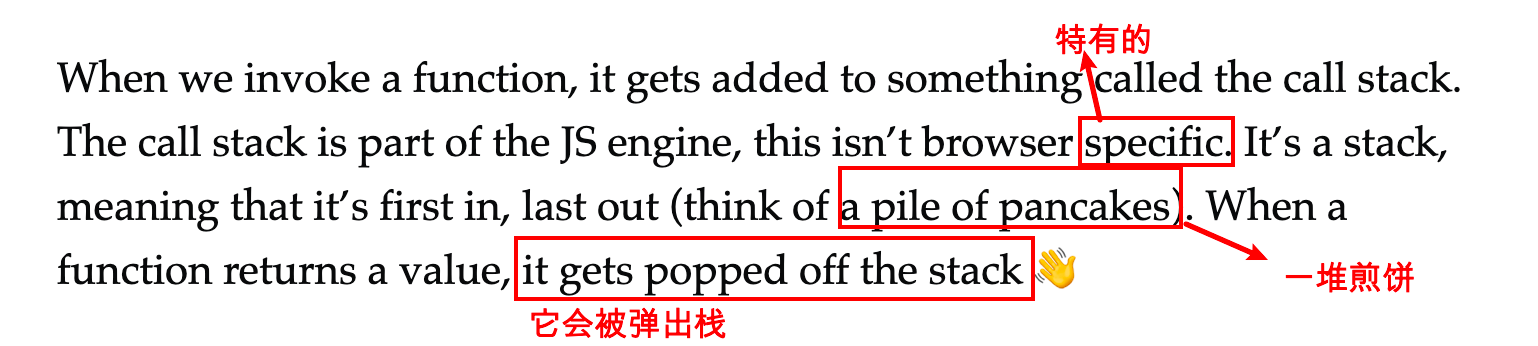 特有的
When we invoke a function, it gets added to something called the call stack.
The call stack is part of the JS engine, this isn’t browser specific. It’s a stack,
meaning that it’s first in, last out (think of a pile of pancakes). When a
function returns a value, it gets popped off the stack 👋
一堆煎饼
它会被弹出栈